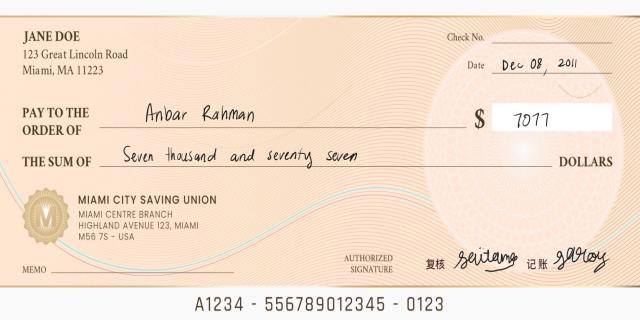 JANE DOE
123 Great Lincoln Road
Miami, MA 11223
Check No.
Date Dec 08, 2011
PAY TO THE
ORDER OF Anbar Rahman
$ 7077
THE SUM OF Seven thousand and seventy seven DOLLARS
M
MIAMI CITY SAVING UNION
MIAMI CENTRE BRANCH
HIGHLAND AVENUE 123, MIAMI
M56 7S - USA
MEMO
AUTHORIZED
SIGNATURE
复核 记账
A1234 - 556789012345 - 0123